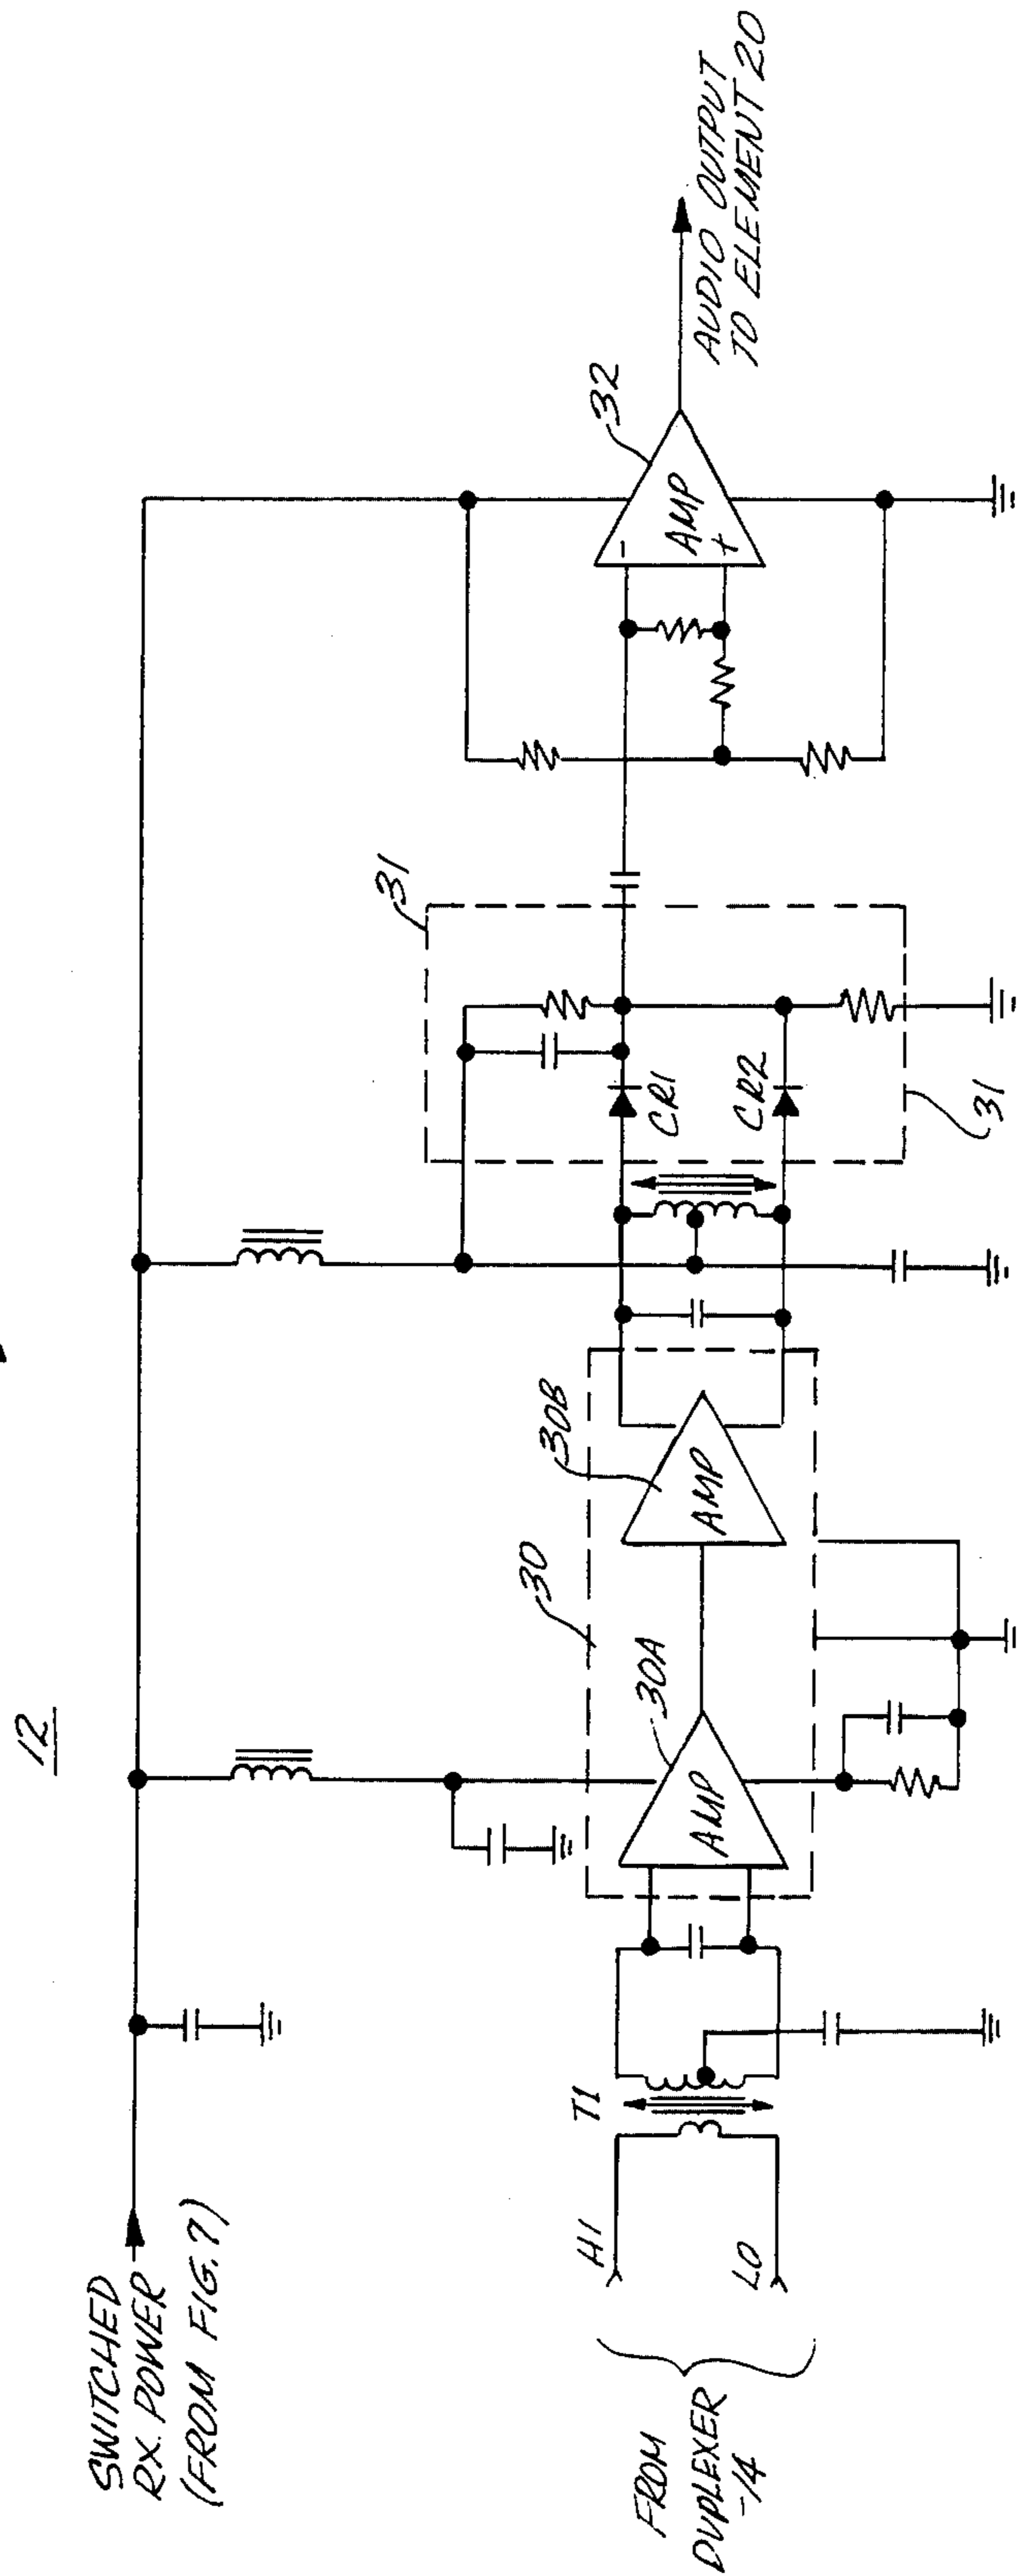 12
SWITCHED
RX. POWER
(FROM FIG. 7)
FROM
DUPLEXER
14
HI
LO
T1
30
30A
AMP
30B
AMP
31
CR1
CR2
31
32
-
AMP
+
AUDIO OUTPUT
TO ELEMENT 20